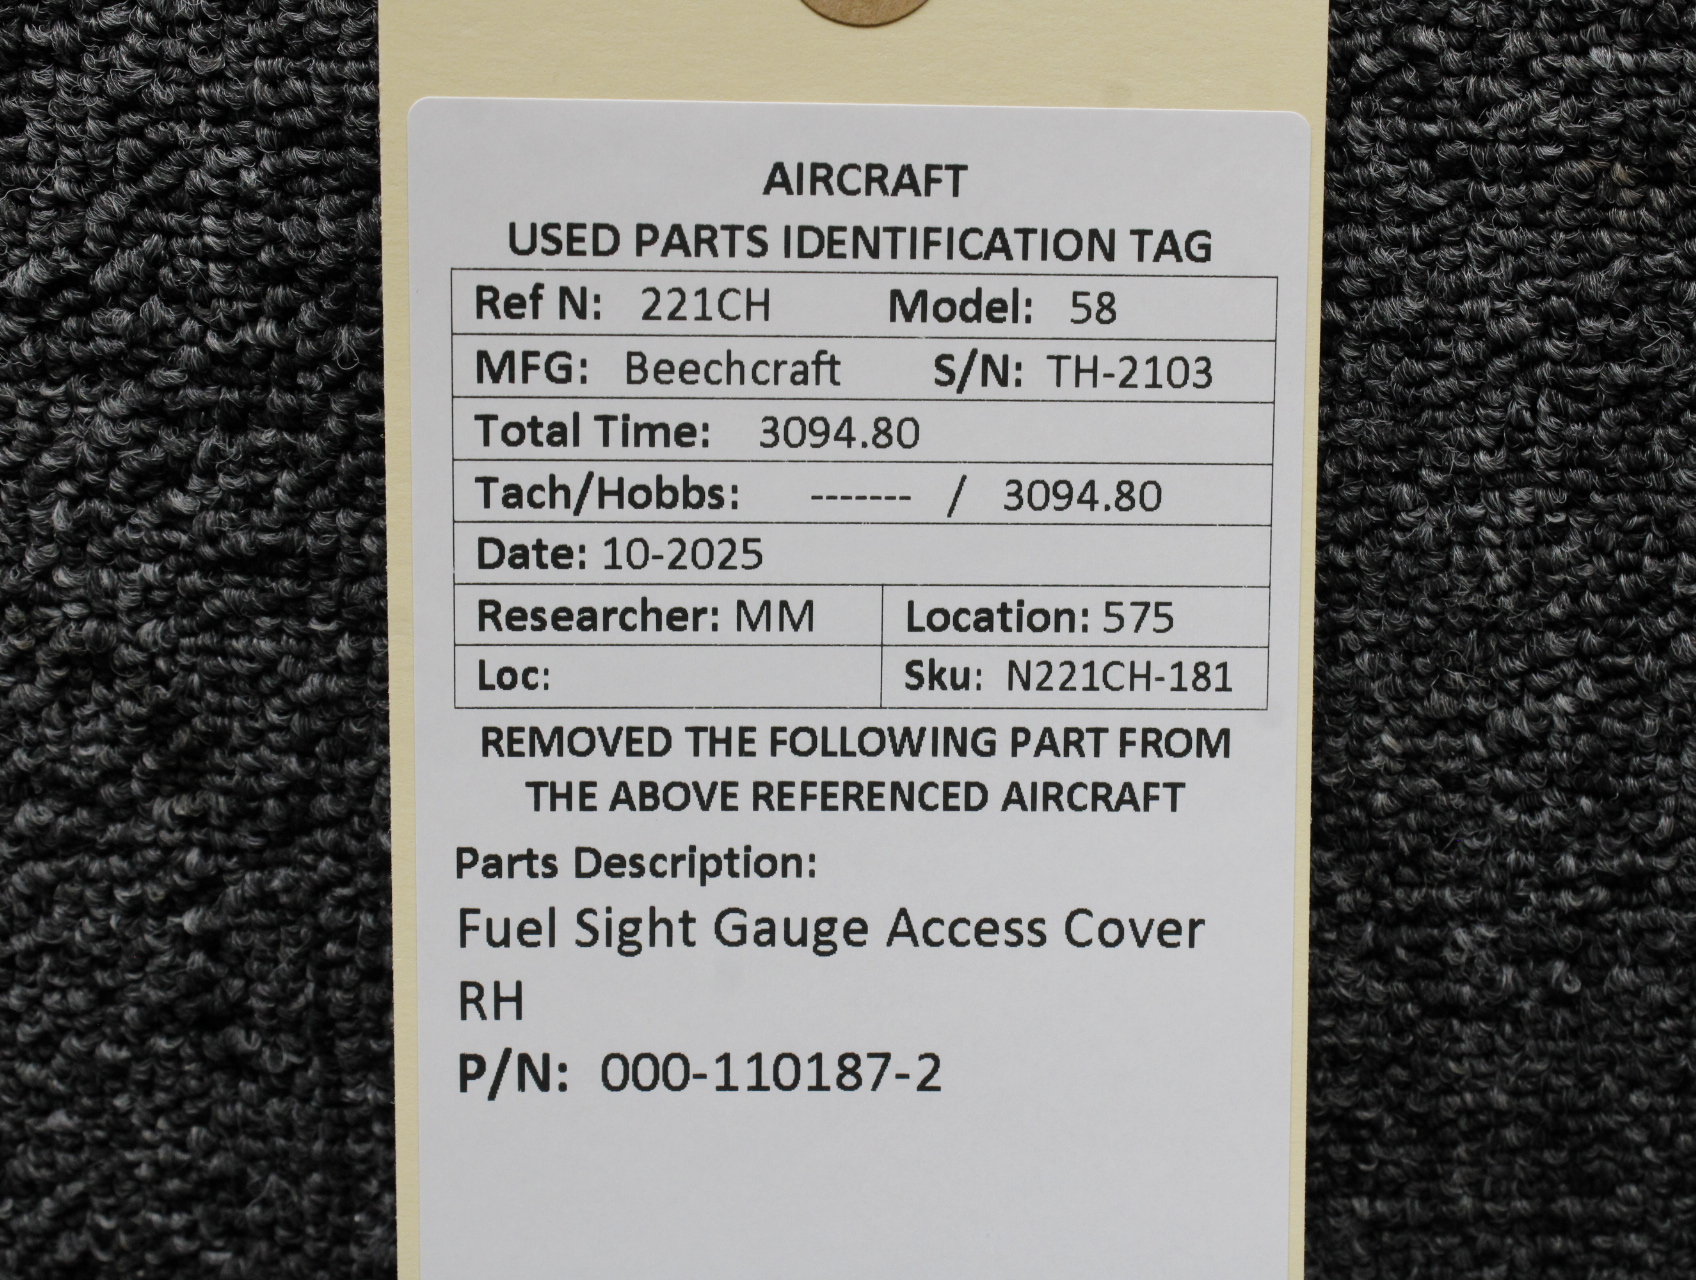 AIRCRAFT
USED PARTS IDENTIFICATION TAG
Ref N: 221CH Model: 58
MFG: Beechcraft S/N: TH-2103
Total Time: 3094.80
Tach/Hobbs: ------- / 3094.80
Date: 10-2025
Researcher: MM Location: 575
Loc: Sku: N221CH-181
REMOVED THE FOLLOWING PART FROM
THE ABOVE REFERENCED AIRCRAFT
Parts Description:
Fuel Sight Gauge Access Cover
RH
P/N: 000-110187-2